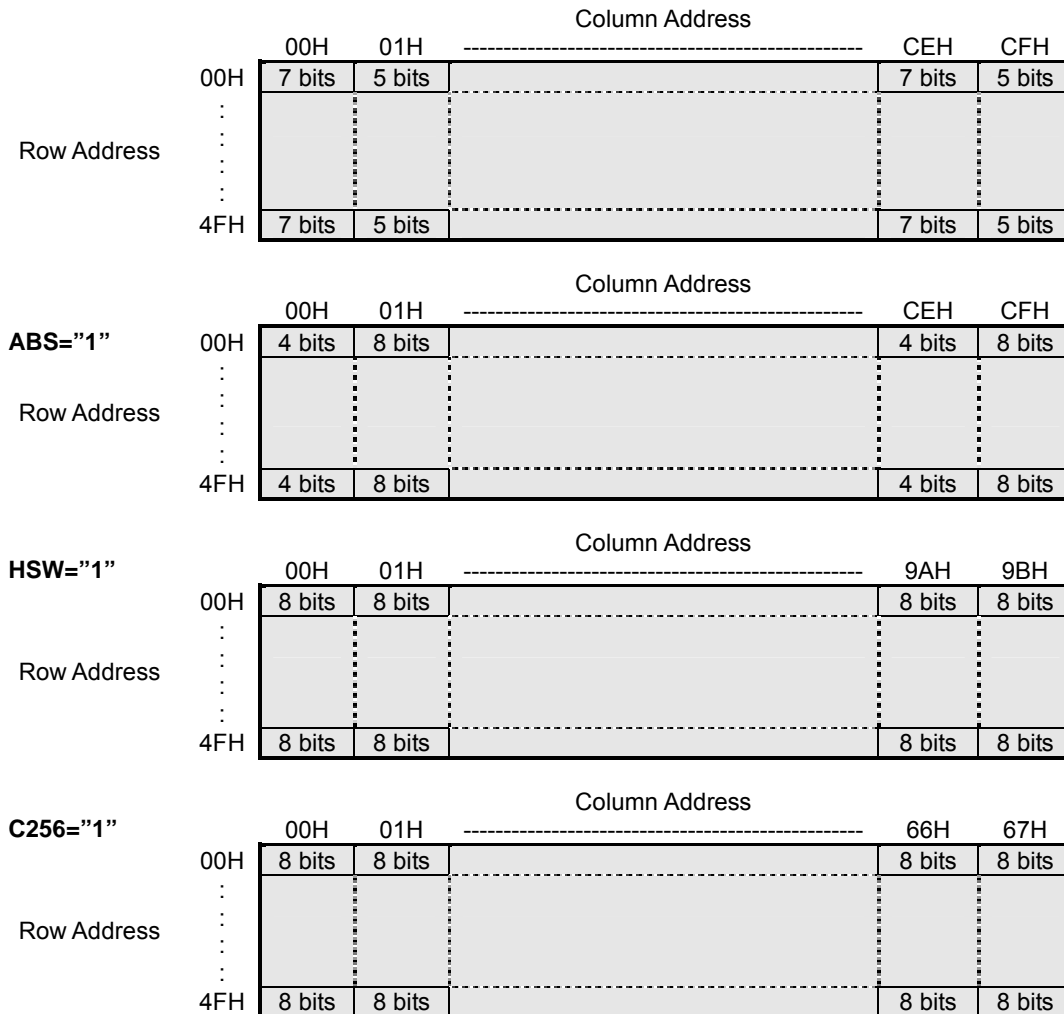 Column Address
00H 01H ------------------------------------------------- CEH CFH
00H 7 bits 5 bits 7 bits 5 bits
Row Address
4FH 7 bits 5 bits 7 bits 5 bits
Column Address
00H 01H ------------------------------------------------- CEH CFH
ABS=”1” 00H 4 bits 8 bits 4 bits 8 bits
Row Address
4FH 4 bits 8 bits 4 bits 8 bits
Column Address
HSW=”1” 00H 01H ------------------------------------------------- 9AH 9BH
00H 8 bits 8 bits 8 bits 8 bits
Row Address
4FH 8 bits 8 bits 8 bits 8 bits
Column Address
C256=”1” 00H 01H ------------------------------------------------- 66H 67H
00H 8 bits 8 bits 8 bits 8 bits
Row Address
4FH 8 bits 8 bits 8 bits 8 bits